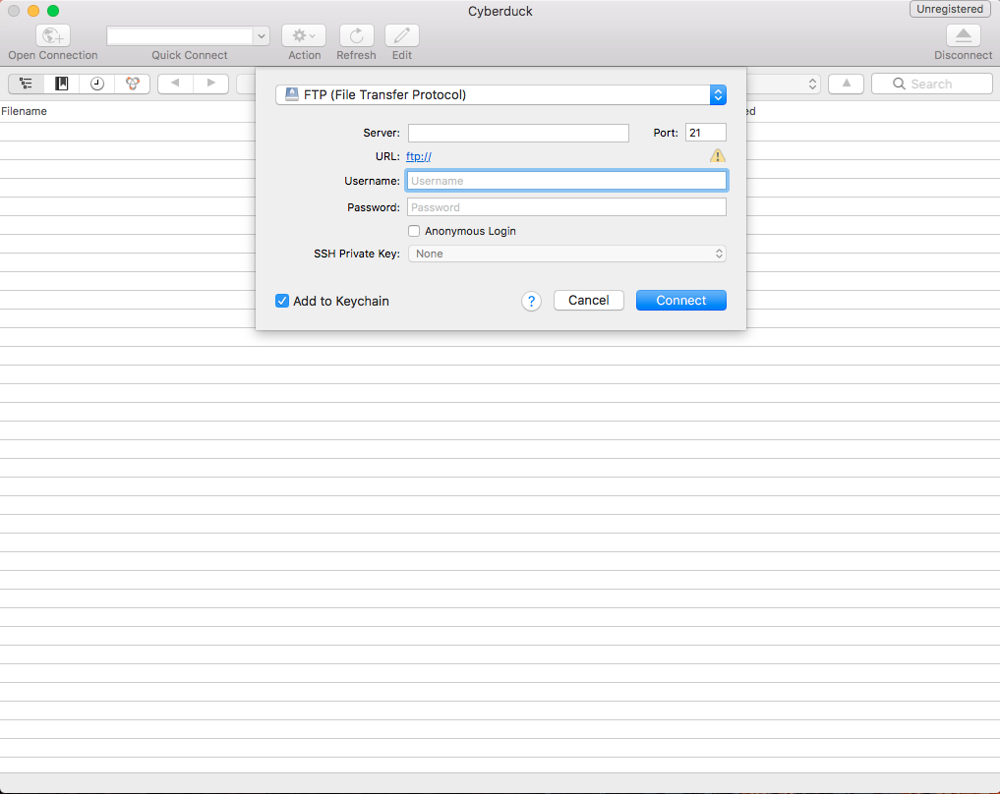 Cyberduck
Unregistered
Open Connection
Quick Connect
Action
Refresh
Edit
Disconnect
Search
FTP (File Transfer Protocol)
Filename
ed
Server:
Port: 21
URL: ftp://
Username: Username
Password: Password
Anonymous Login
SSH Private Key: None
Add to Keychain
?
Cancel
Connect